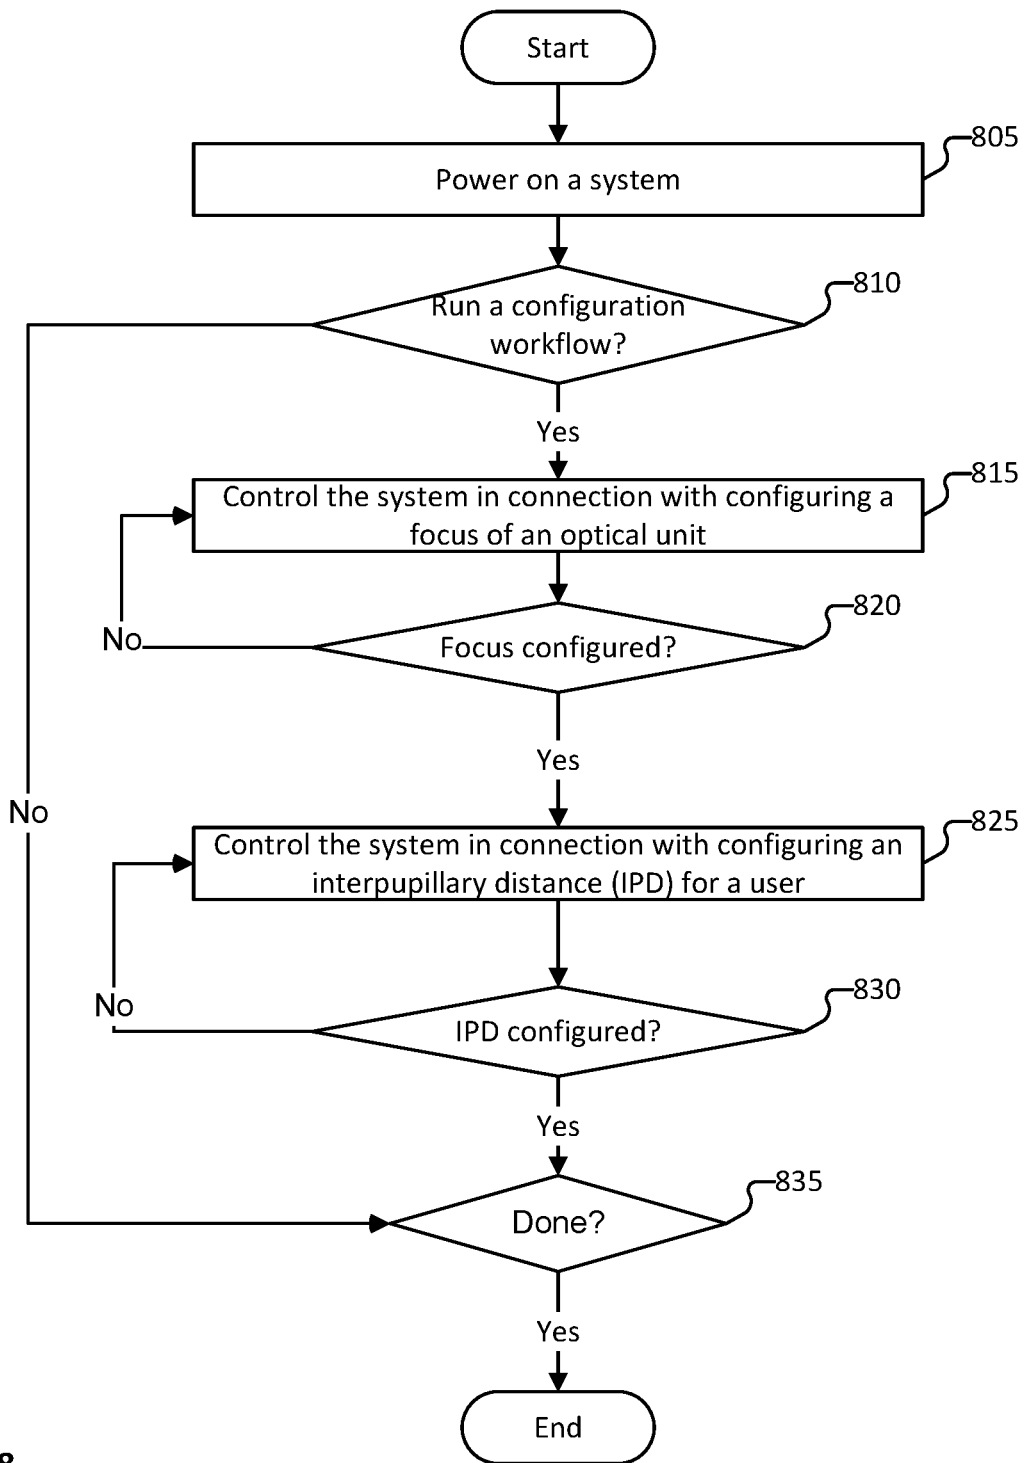 Start
805
Power on a system
810
Run a configuration
workflow?
Yes
815
Control the system in connection with configuring a
focus of an optical unit
820
No
Focus configured?
Yes
No
825
Control the system in connection with configuring an
interpupillary distance (IPD) for a user
No
830
IPD configured?
Yes
835
Done?
Yes
End
8